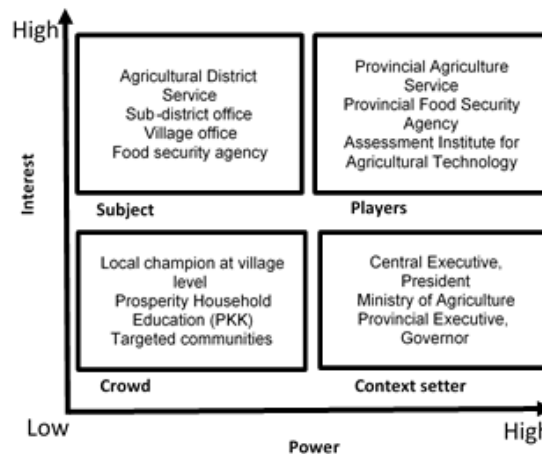 High
Agricultural District
Service
Sub-district office
Village office
Food security agency
Provincial Agriculture
Service
Provincial Food Security
Agency
Assessment Institute for
Agricultural Technology
Interest
Subject
Players
Local champion at village
level
Prosperity Household
Education (PKK)
Targeted communities
Central Executive,
President
Ministry of Agriculture
Provincial Executive,
Governor
Crowd
Context setter
Low
Power
High